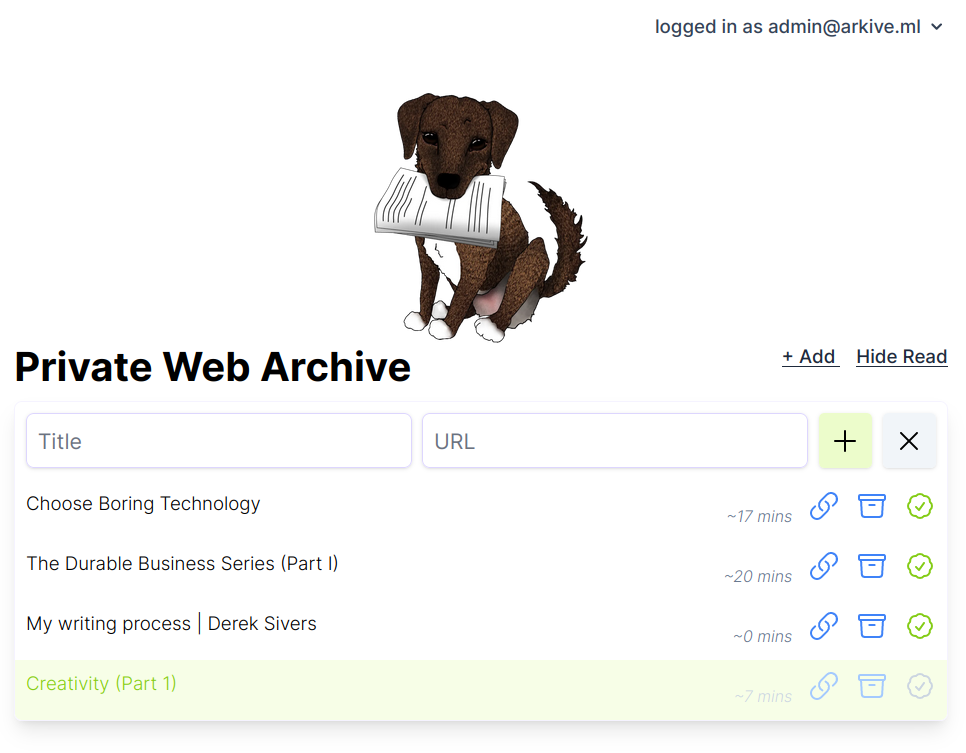 logged in as admin@arkive.ml
Private Web Archive
+ Add
Hide Read
Title
URL
Choose Boring Technology
~17 mins
The Durable Business Series (Part I)
~20 mins
My writing process | Derek Sivers
~0 mins
Creativity (Part 1)
~7 mins